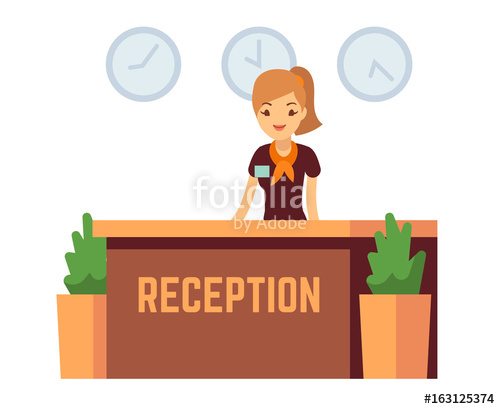 fotolia
by Adobe
RECEPTION
#163125374